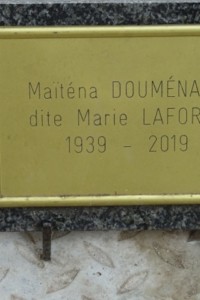 Maïténa DOUMÉNA
dite Marie LAFOR
1939 - 2019